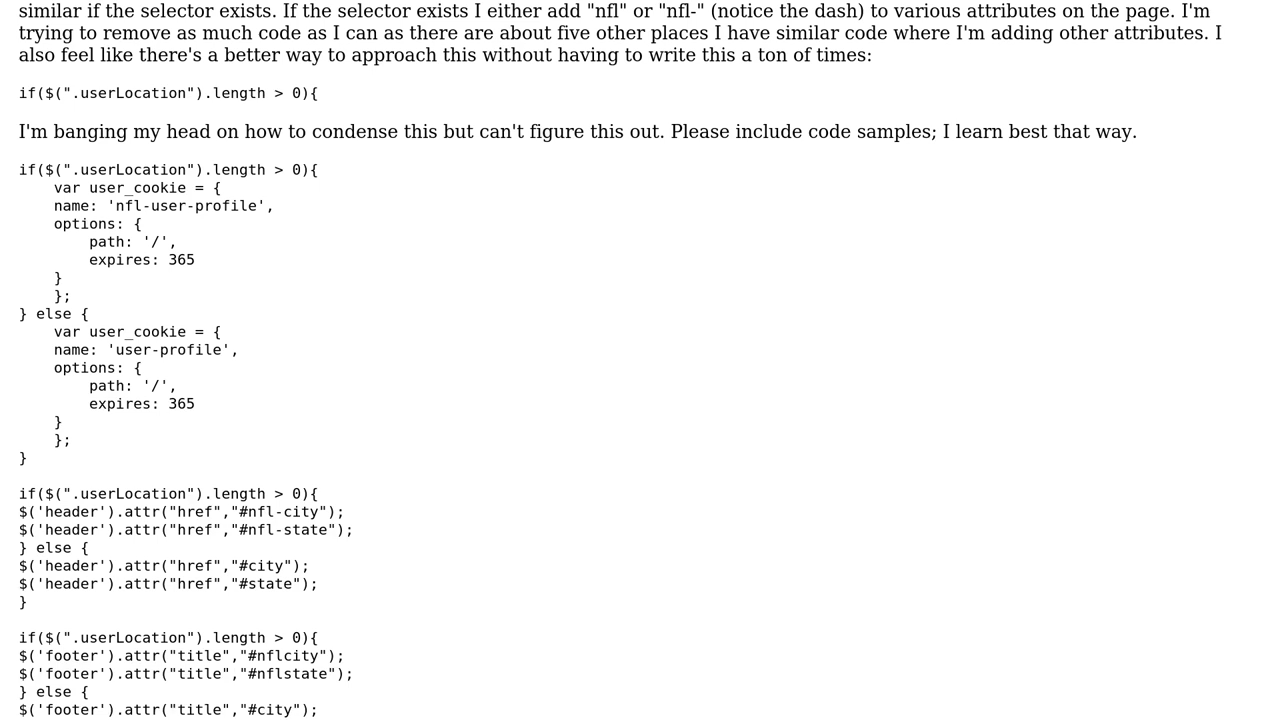 similar if the selector exists. If the selector exists I either add "nfl" or "nfl-" (notice the dash) to various attributes on the page. I'm
trying to remove as much code as I can as there are about five other places I have similar code where I'm adding other attributes. I
also feel like there's a better way to approach this without having to write this a ton of times:
if($(".userLocation").length > 0){
I'm banging my head on how to condense this but can't figure this out. Please include code samples; I learn best that way.
if($(".userLocation").length > 0){
    var user_cookie = {
    name: 'nfl-user-profile',
    options: {
        path: '/',
        expires: 365
    }
    };
} else {
    var user_cookie = {
    name: 'user-profile',
    options: {
        path: '/',
        expires: 365
    }
    };
}
if($(".userLocation").length > 0){
$('header').attr("href","#nfl-city");
$('header').attr("href","#nfl-state");
} else {
$('header').attr("href","#city");
$('header').attr("href","#state");
}
if($(".userLocation").length > 0){
$('footer').attr("title","#nflcity");
$('footer').attr("title","#nflstate");
} else {
$('footer').attr("title","#city");